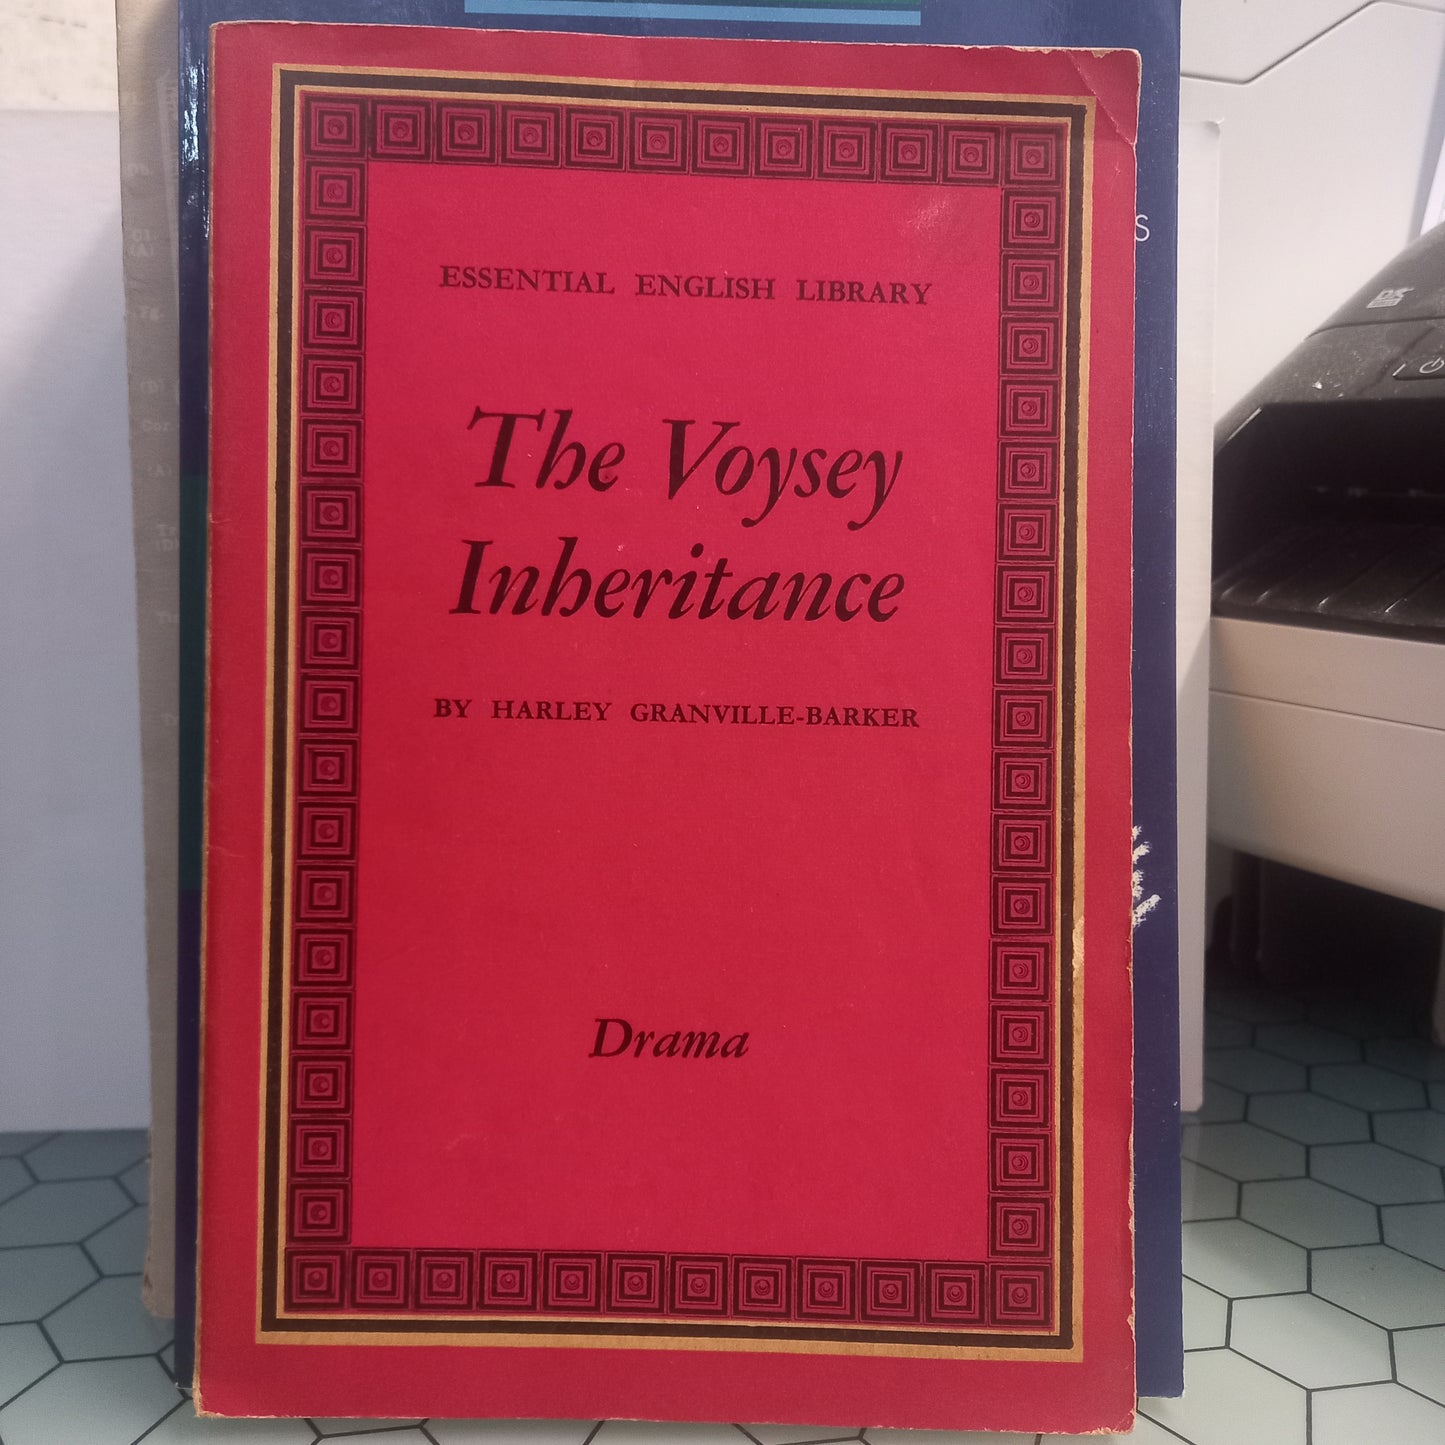 ESSENTIAL ENGLISH LIBRARY
The Voysey
Inheritance
BY HARLEY GRANVILLE-BARKER
Drama
S